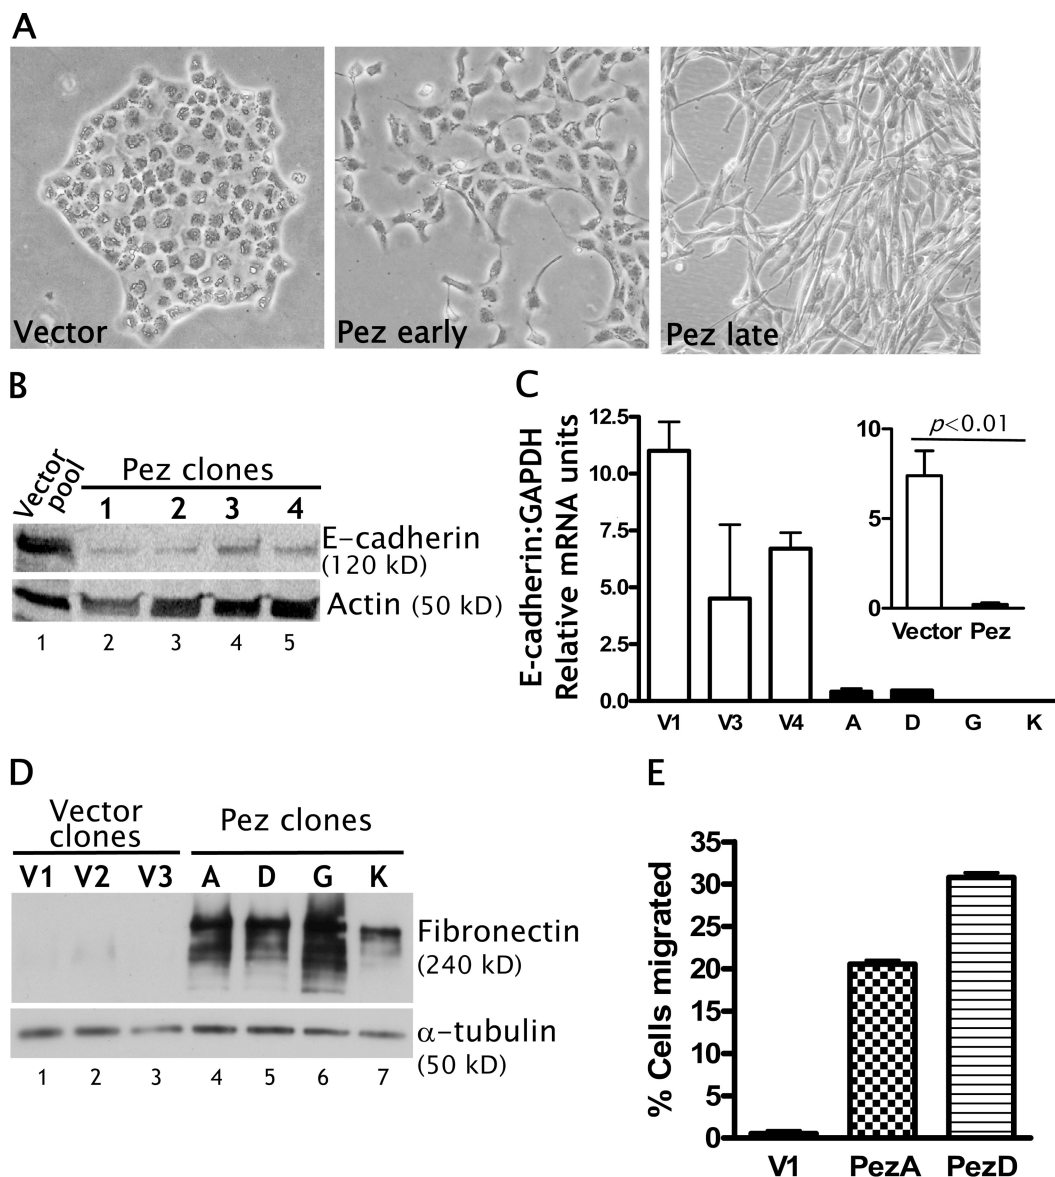 A
Vector
Pez early
Pez late
B
Vector
pool
Pez clones
1 2 3 4
E-cadherin
(120 kD)
Actin (50 kD)
1 2 3 4 5
C
E-cadherin:GAPDH
Relative mRNA units
12.5
10.0
7.5
5.0
2.5
0.0
V1 V3 V4 A D G K
10
5
0
p<0.01
Vector Pez
D
Vector
clones
Pez clones
V1 V2 V3 A D G K
Fibronectin
(240 kD)
α-tubulin
(50 kD)
1 2 3 4 5 6 7
E
% Cells migrated
35
30
25
20
15
10
5
0
V1 PezA PezD